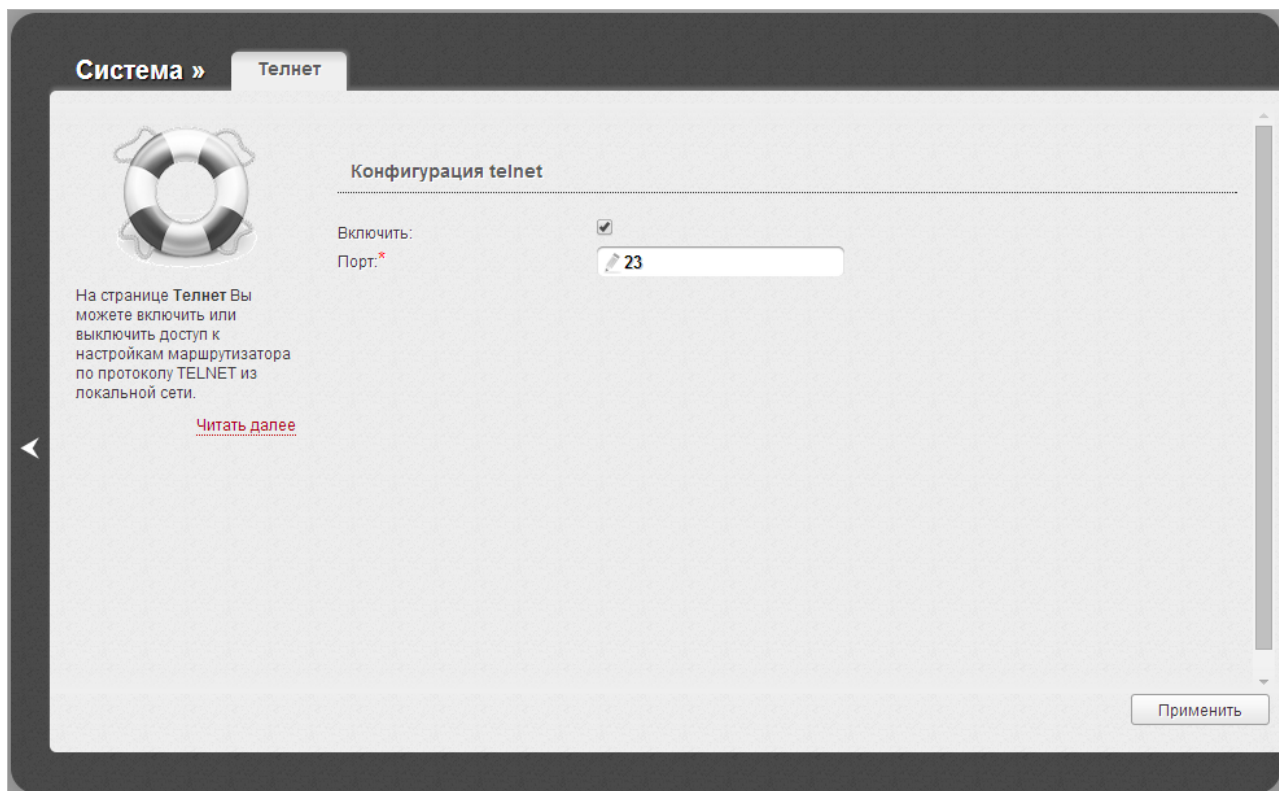 Система »
Телнет
Конфигурация telnet
Включить:
Порт:*
23
На странице Телнет Вы
можете включить или
выключить доступ к
настройкам маршрутизатора
по протоколу TELNET из
локальной сети.
Читать далее
Применить